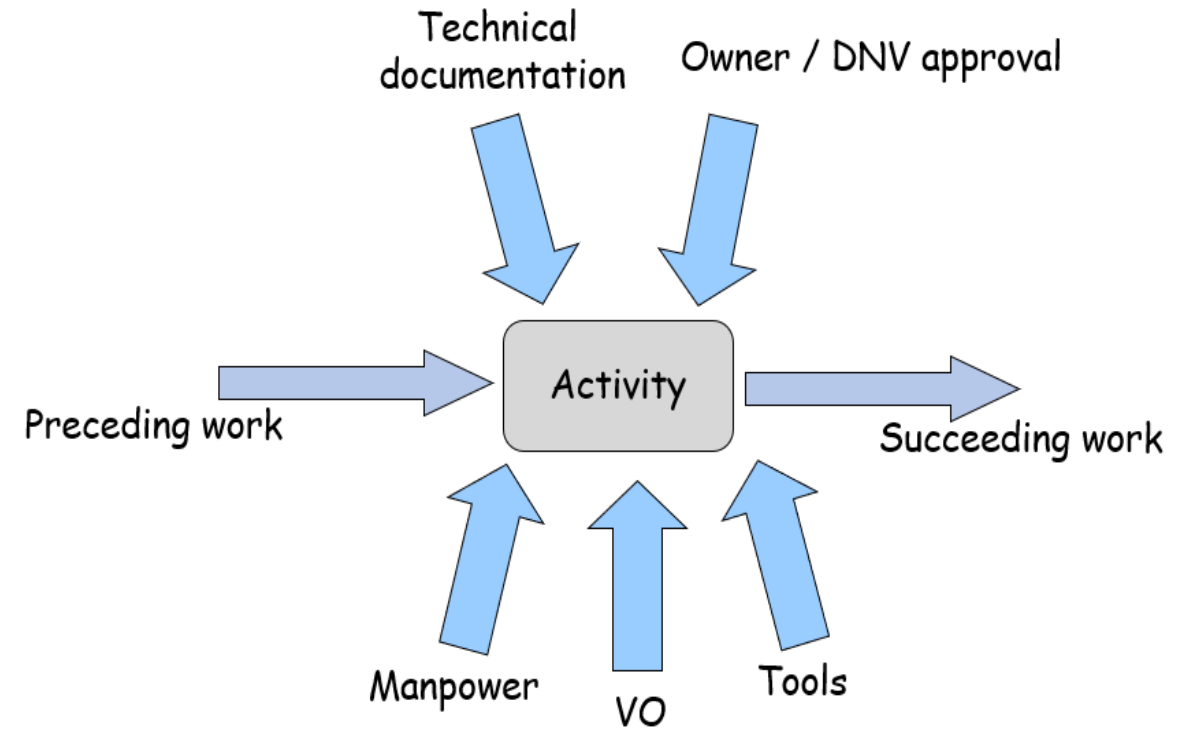 Technical
documentation
Owner / DNV approval
Activity
Preceding work
Succeeding work
Manpower
VO
Tools